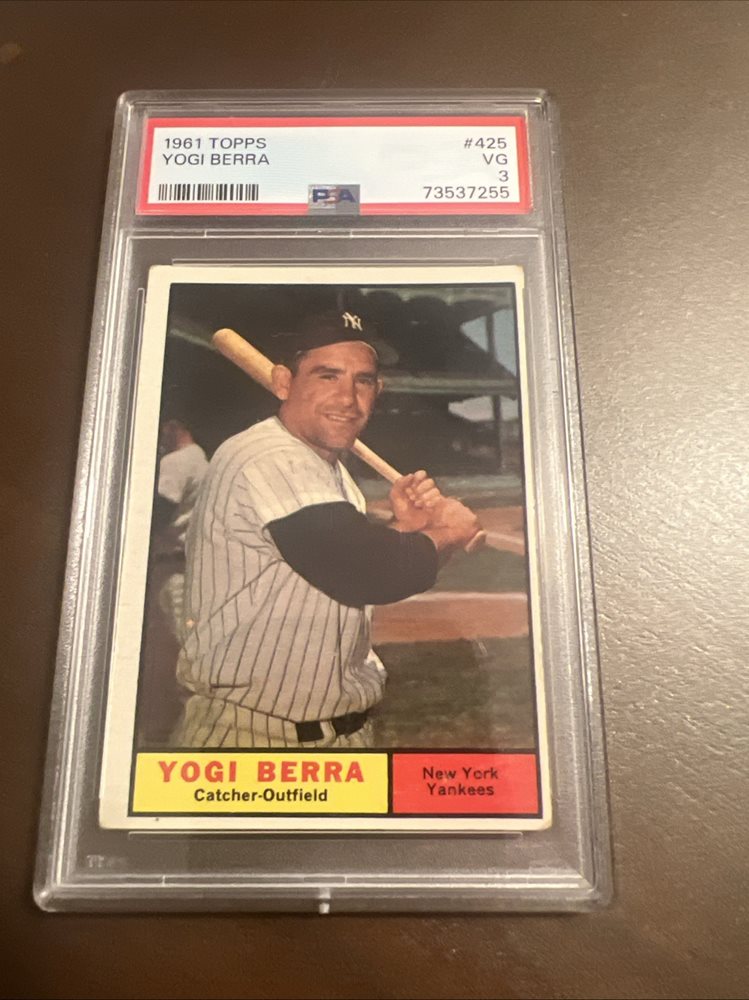 1961 TOPPS #425
YOGI BERRA VG
3
PSA 73537255
NY
YOGI BERRA
Catcher-Outfield
New York
Yankees